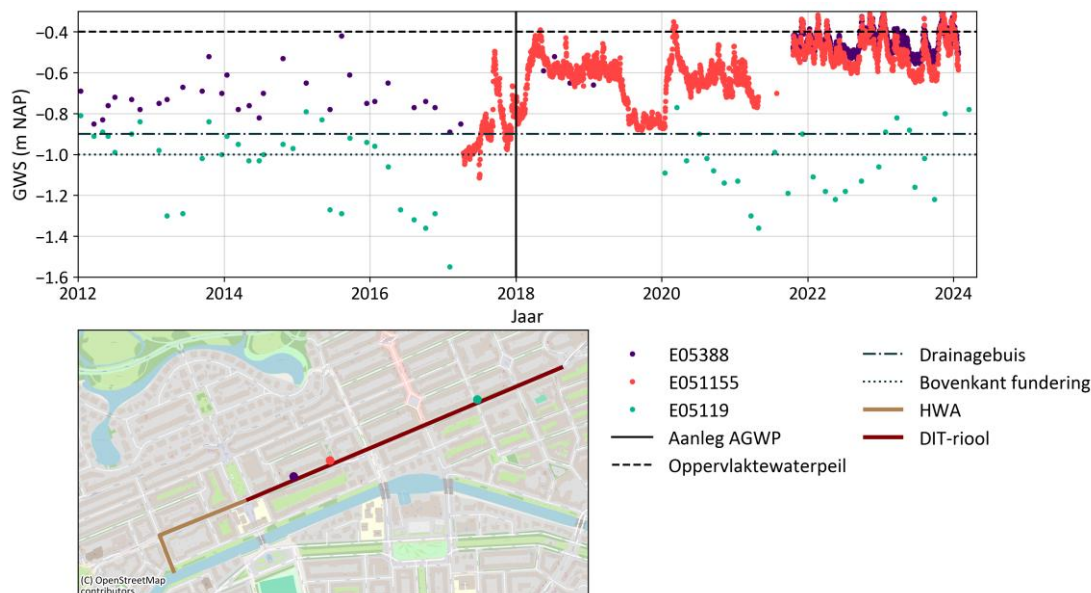 −0.4
−0.6
−0.8
−1.0
−1.2
−1.4
−1.6
GWS (m NAP)
2012
2014
2016
2018
2020
2022
2024
Jaar
E05388
E051155
E05119
Aanleg AGWP
Oppervlaktewaterpeil
Drainagebuis
Bovenkant fundering
HWA
DIT-riool
(C) OpenStreetMap
contributors